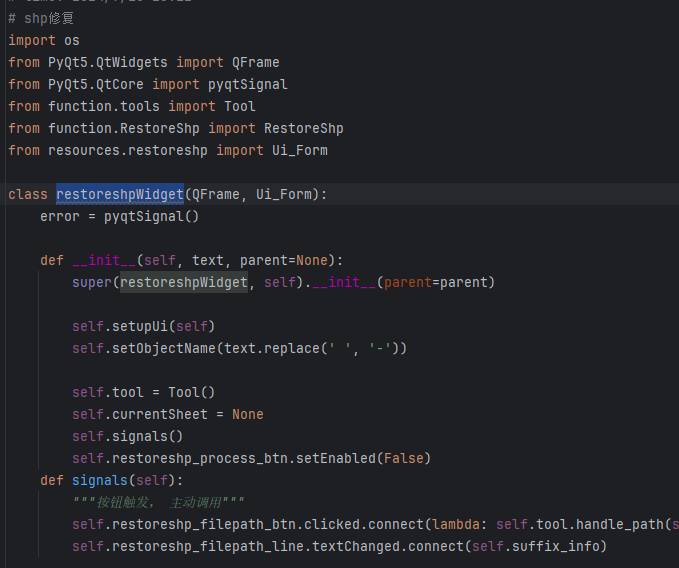 # shp修复
import os
from PyQt5.QtWidgets import QFrame
from PyQt5.QtCore import pyqtSignal
from function.tools import Tool
from function.RestoreShp import RestoreShp
from resources.restoreshp import Ui_Form
class restoreshpWidget(QFrame, Ui_Form):
error = pyqtSignal()
def __init__(self, text, parent=None):
super(restoreshpWidget, self).__init__(parent=parent)
self.setupUi(self)
self.setObjectName(text.replace(' ', '-'))
self.tool = Tool()
self.currentSheet = None
self.signals()
self.restoreshp_process_btn.setEnabled(False)
def signals(self):
"""按钮触发， 主动调用"""
self.restoreshp_filepath_btn.clicked.connect(lambda: self.tool.handle_path(s
self.restoreshp_filepath_line.textChanged.connect(self.suffix_info)